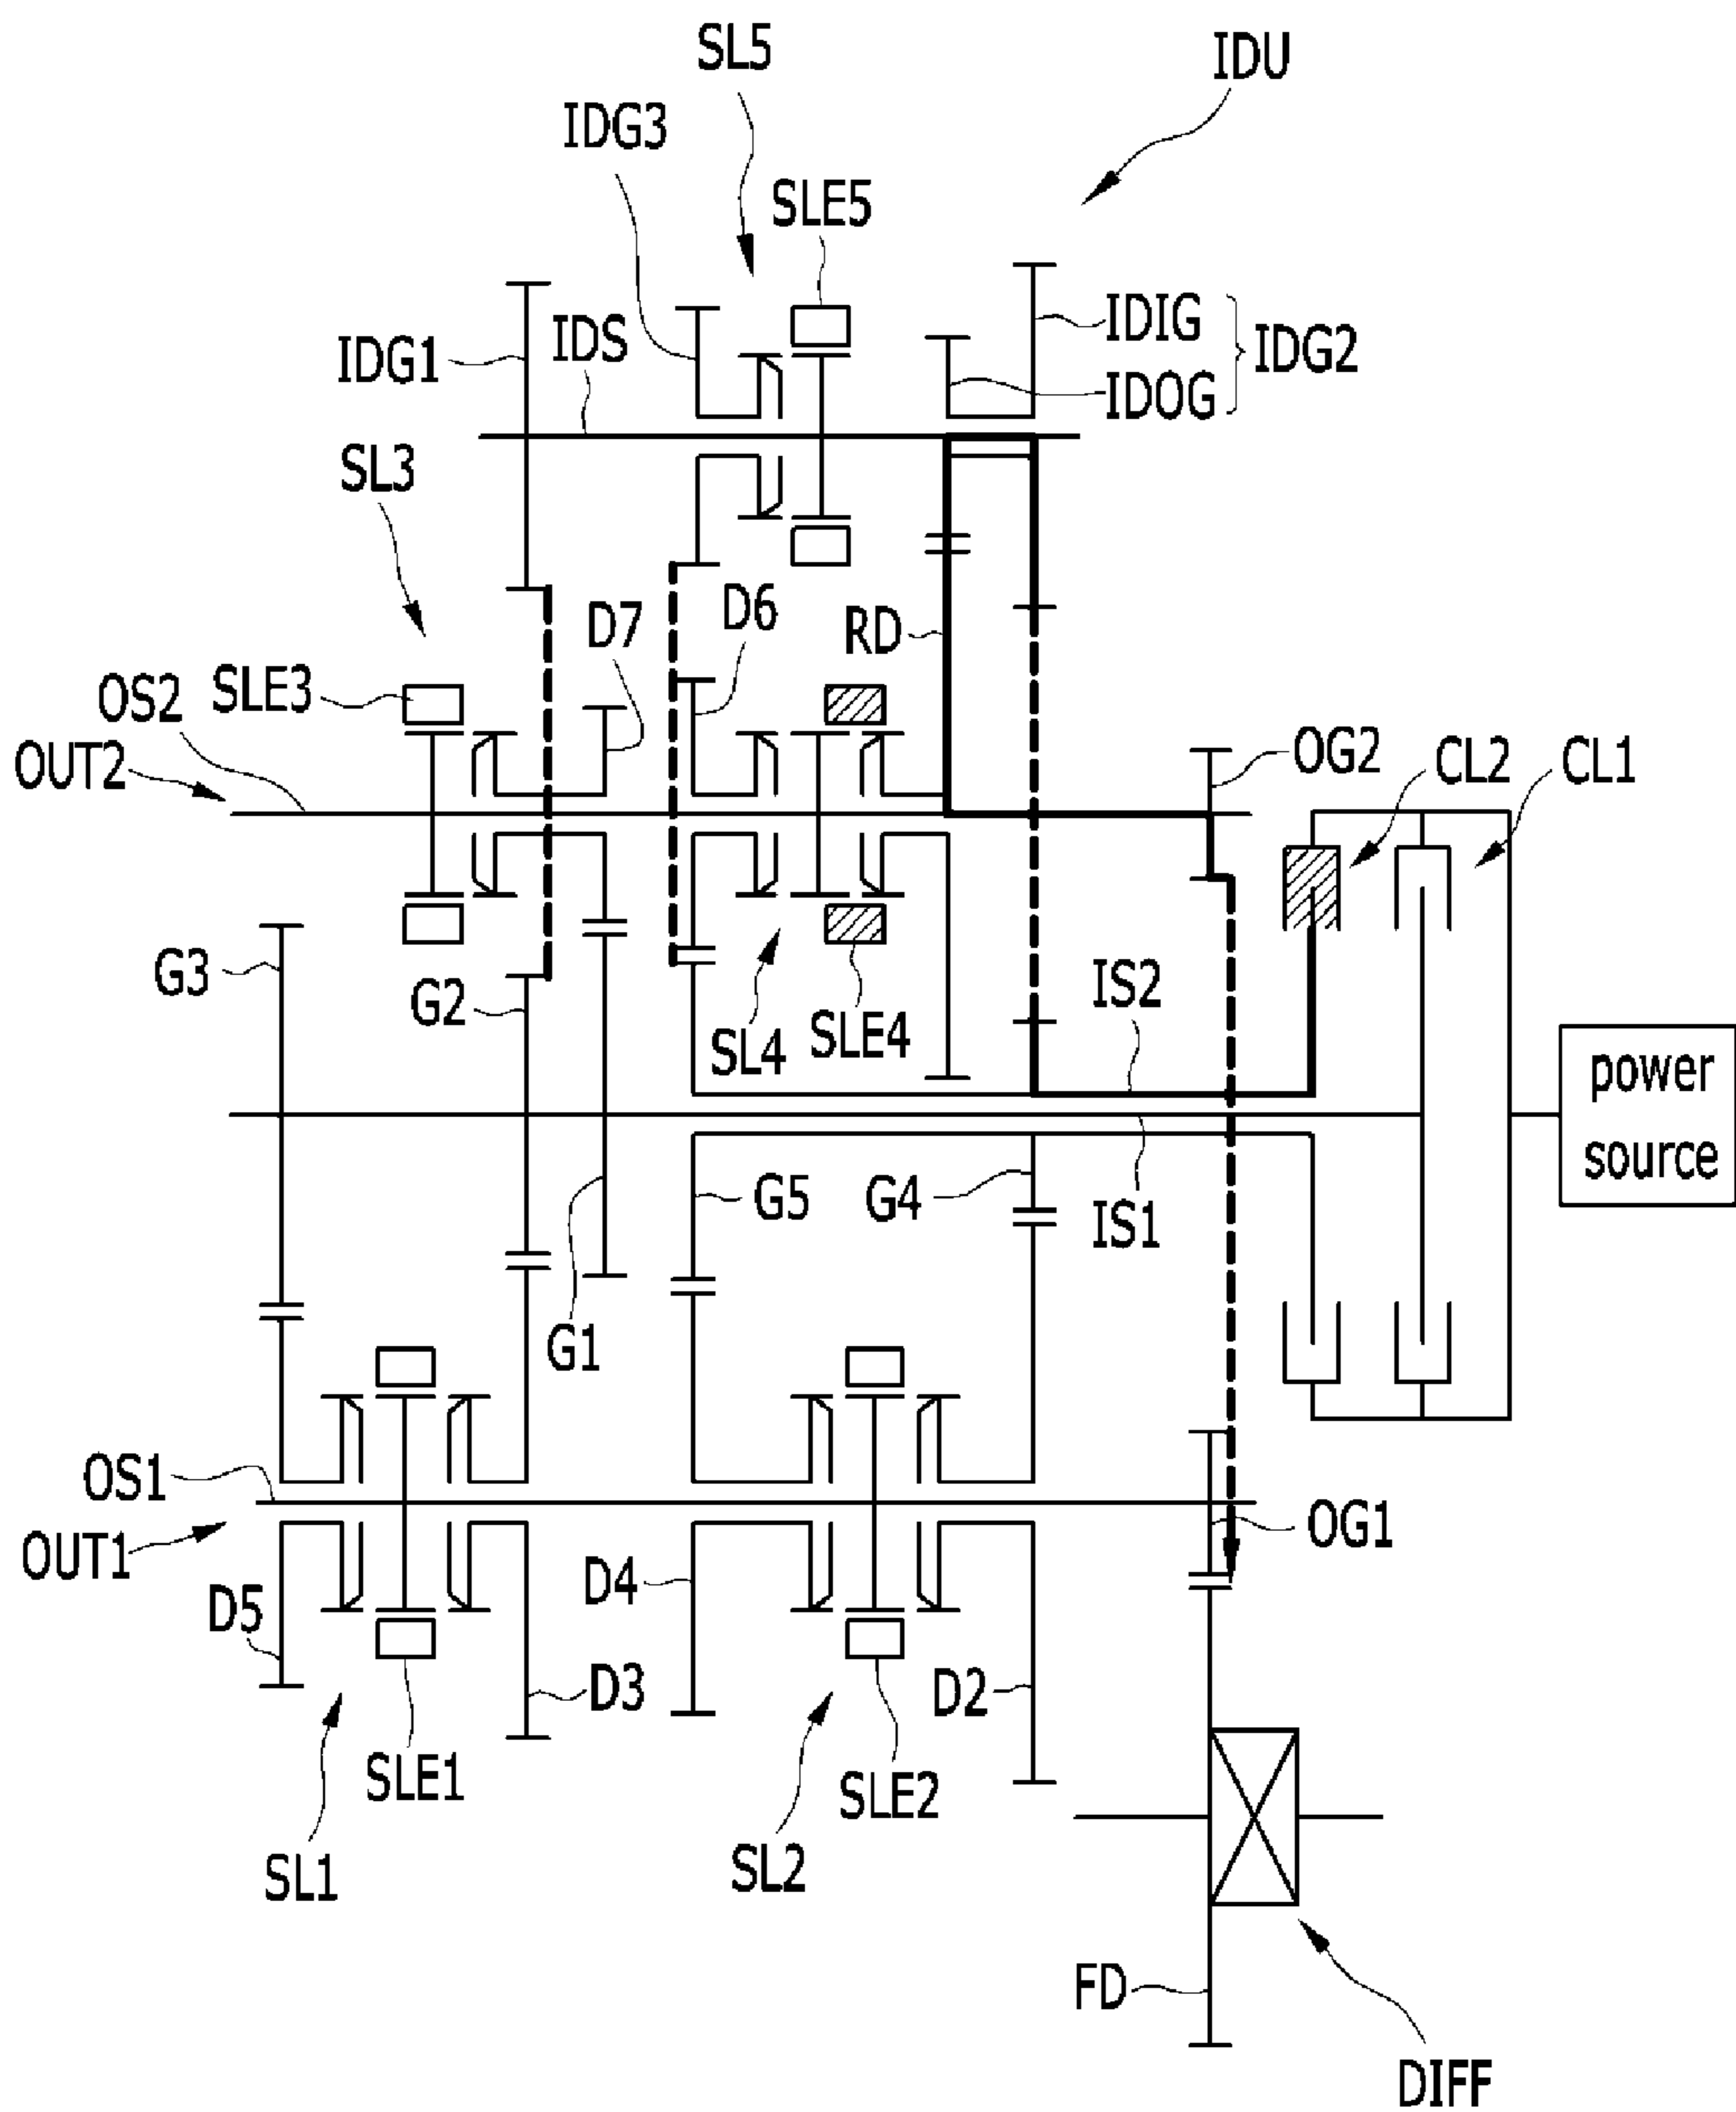 SL5
IDU
IDG3
SLE5
IDIG
IDG2
IDOG
IDS
IDG1
SL3
D7
D6
RD
OS2
SLE3
OUT2
OG2
CL2
CL1
G3
G2
IS2
SL4
SLE4
power
source
G5
G4
IS1
G1
OS1
OUT1
OG1
D5
D4
D3
D2
SLE1
SLE2
SL1
SL2
FD
DIFF